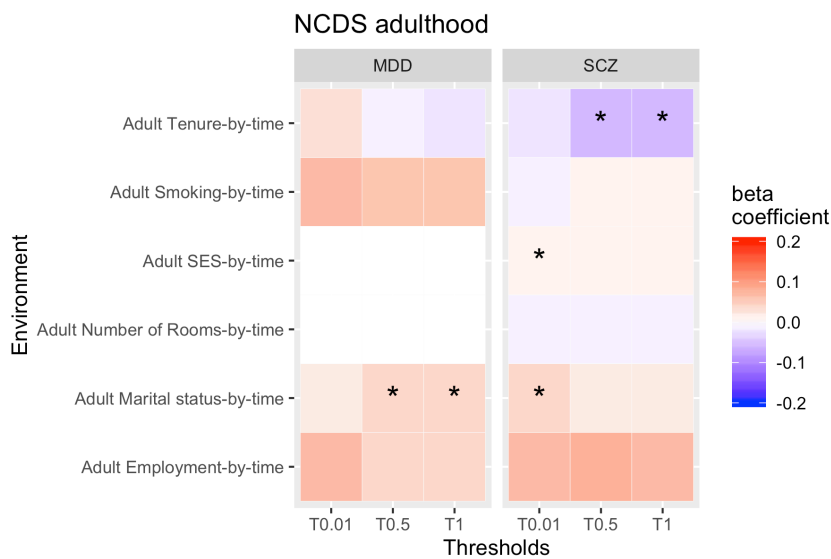 NCDS adulthood
MDD
SCZ
Environment
Adult Tenure-by-time
* *
Adult Smoking-by-time
Adult SES-by-time
*
Adult Number of Rooms-by-time
Adult Marital status-by-time
* * *
Adult Employment-by-time
T0.01 T0.5 T1
T0.01 T0.5 T1
Thresholds
beta
coefficient
0.2
0.1
0.0
-0.1
-0.2